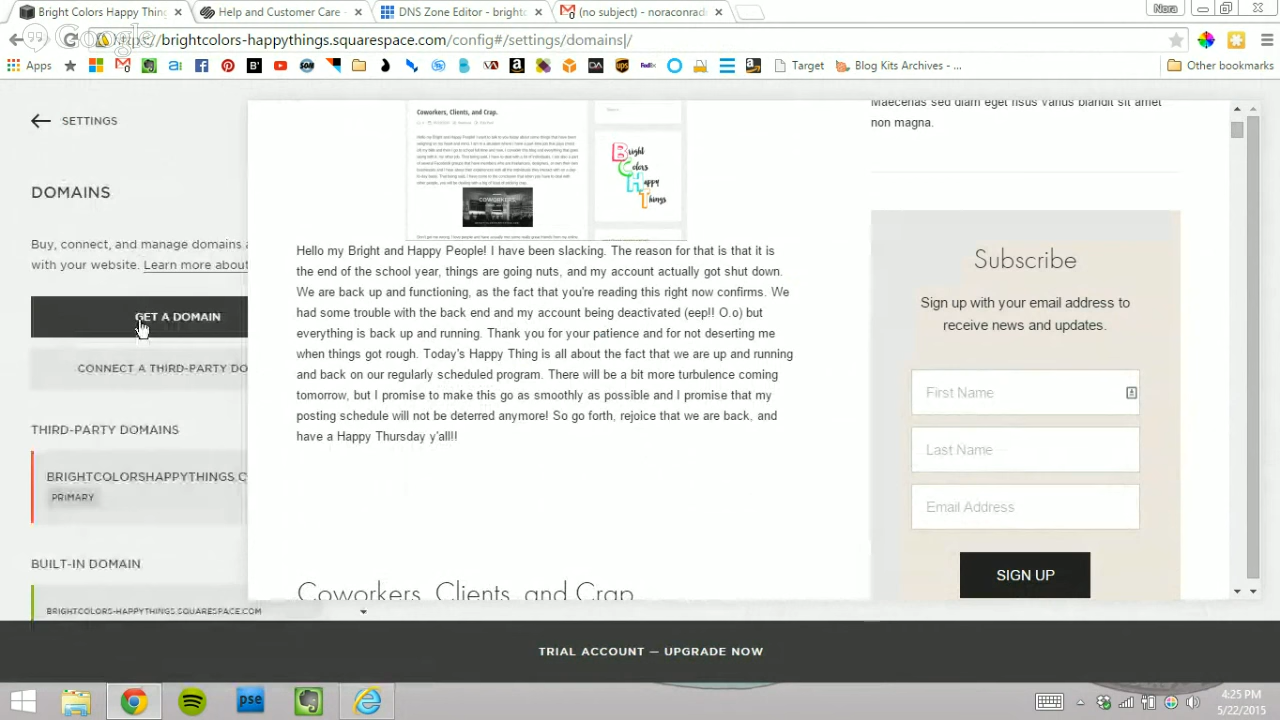 Bright Colors Happy Thing
Help and Customer Care -
DNS Zone Editor - bright
(no subject) - noraconrad
Nora
Google
brightcolors-happythings.squarespace.com/config#/settings/domains|/
Apps
Target
Blog Kits Archives - ...
Other bookmarks
SETTINGS
DOMAINS
Buy, connect, and manage domains
with your website. Learn more about
GET A DOMAIN
CONNECT A THIRD-PARTY DO
THIRD-PARTY DOMAINS
BRIGHTCOLORSHAPPYTHINGS.C
PRIMARY
BUILT-IN DOMAIN
BRIGHTCOLORS-HAPPYTHINGS.SQUARESPACE.COM
Coworkers, Clients, and Crap.
COWORKERS
Bright
Colors
Happy
Things
Maecenas sed diam eget risus varius blandit
non magna.
Hello my Bright and Happy People! I have been slacking. The reason for that is that it is
the end of the school year, things are going nuts, and my account actually got shut down.
We are back up and functioning, as the fact that you're reading this right now confirms. We
had some trouble with the back end and my account being deactivated (eep!! O.o) but
everything is back up and running. Thank you for your patience and for not deserting me
when things got rough. Today's Happy Thing is all about the fact that we are up and running
and back on our regularly scheduled program. There will be a bit more turbulence coming
tomorrow, but I promise to make this go as smoothly as possible and I promise that my
posting schedule will not be deterred anymore! So go forth, rejoice that we are back, and
have a Happy Thursday y'all!!
Coworkers, Clients, and Crap
Subscribe
Sign up with your email address to
receive news and updates.
First Name
Last Name
Email Address
SIGN UP
TRIAL ACCOUNT — UPGRADE NOW
pse
4:25 PM
5/22/2015